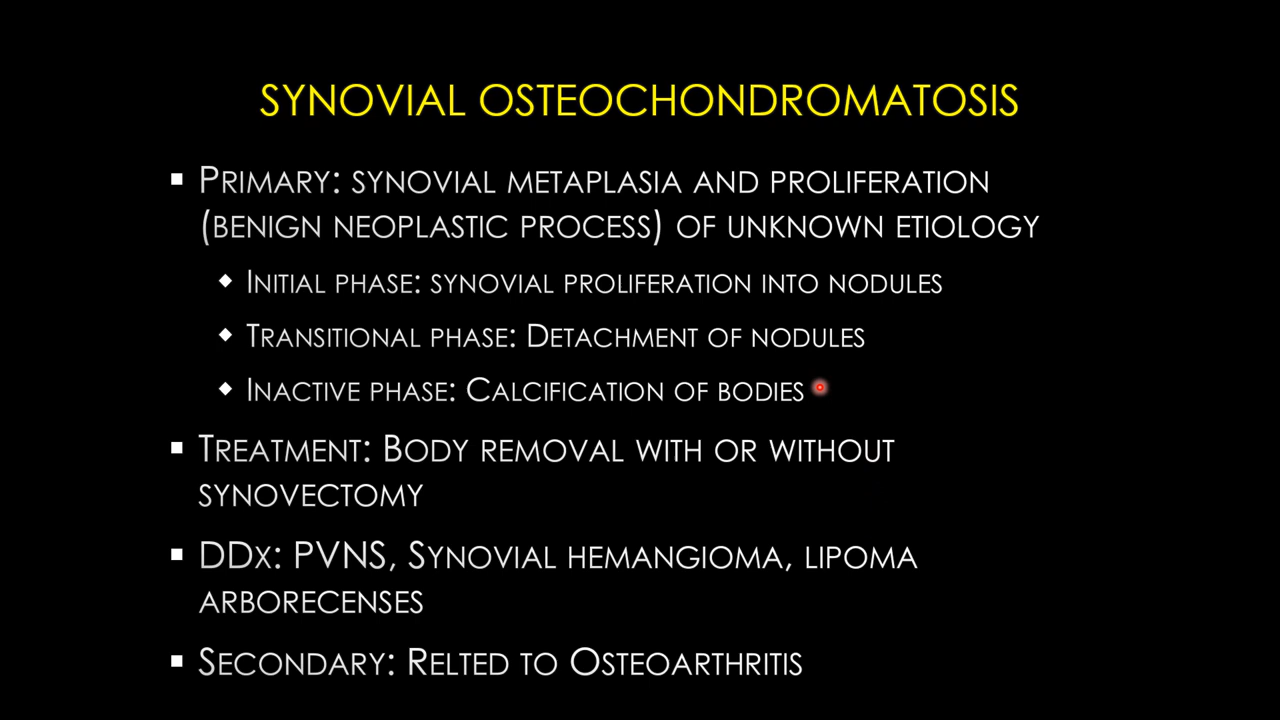 SYNOVIAL OSTEOCHONDROMATOSIS
▪ PRIMARY: SYNOVIAL METAPLASIA AND PROLIFERATION
(BENIGN NEOPLASTIC PROCESS) OF UNKNOWN ETIOLOGY
◆ INITIAL PHASE: SYNOVIAL PROLIFERATION INTO NODULES
◆ TRANSITIONAL PHASE: DETACHMENT OF NODULES
◆ INACTIVE PHASE: CALCIFICATION OF BODIES
▪ TREATMENT: BODY REMOVAL WITH OR WITHOUT
SYNOVECTOMY
▪ DDX: PVNS, SYNOVIAL HEMANGIOMA, LIPOMA
ARBORECENSES
▪ SECONDARY: RELTED TO OSTEOARTHRITIS